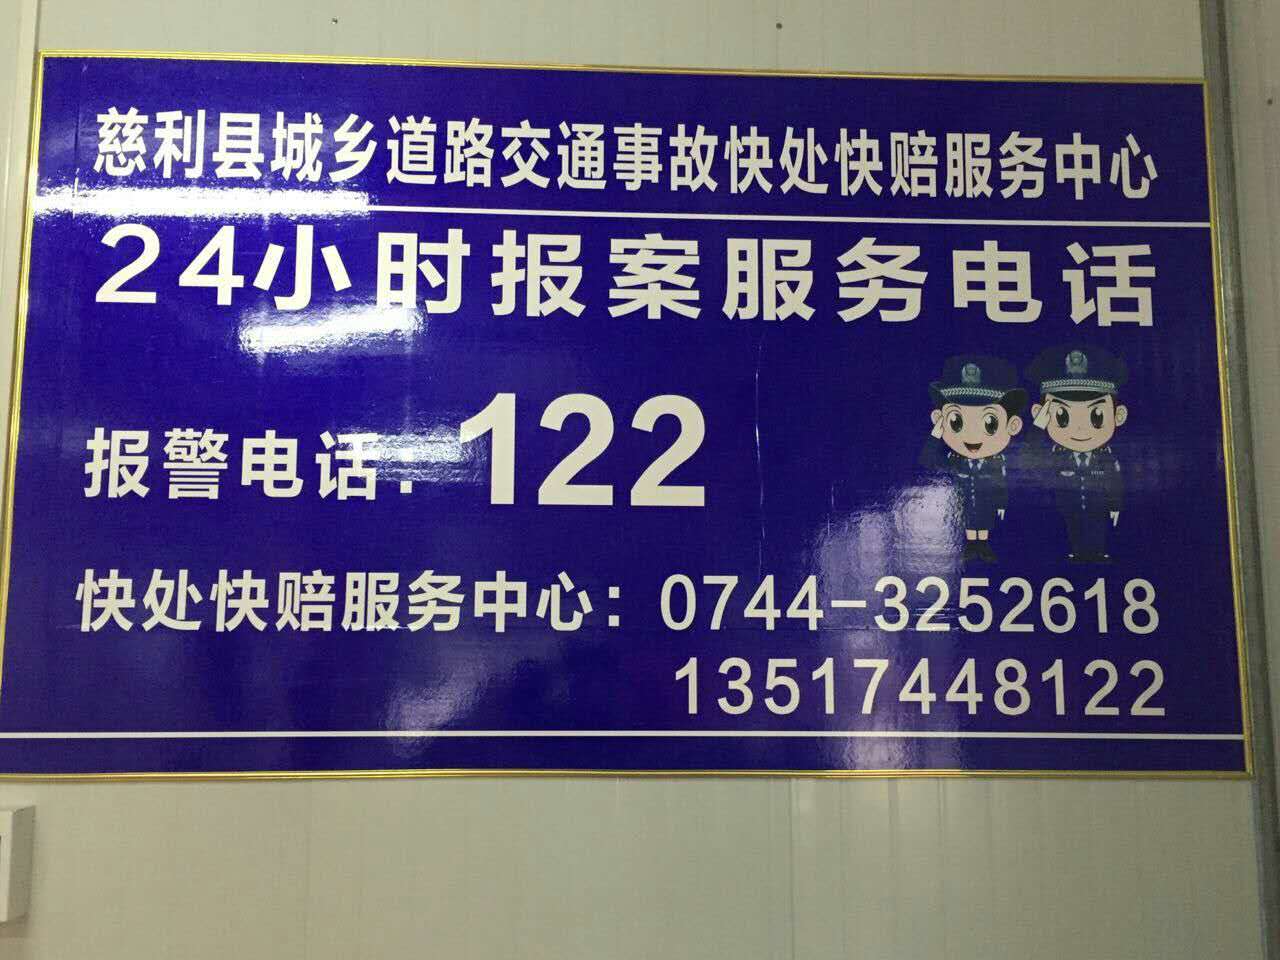 慈利县城乡道路交通事故快处快赔服务中心
24小时报案服务电话
报警电话：122
快处快赔服务中心：0744-3252618
13517448122